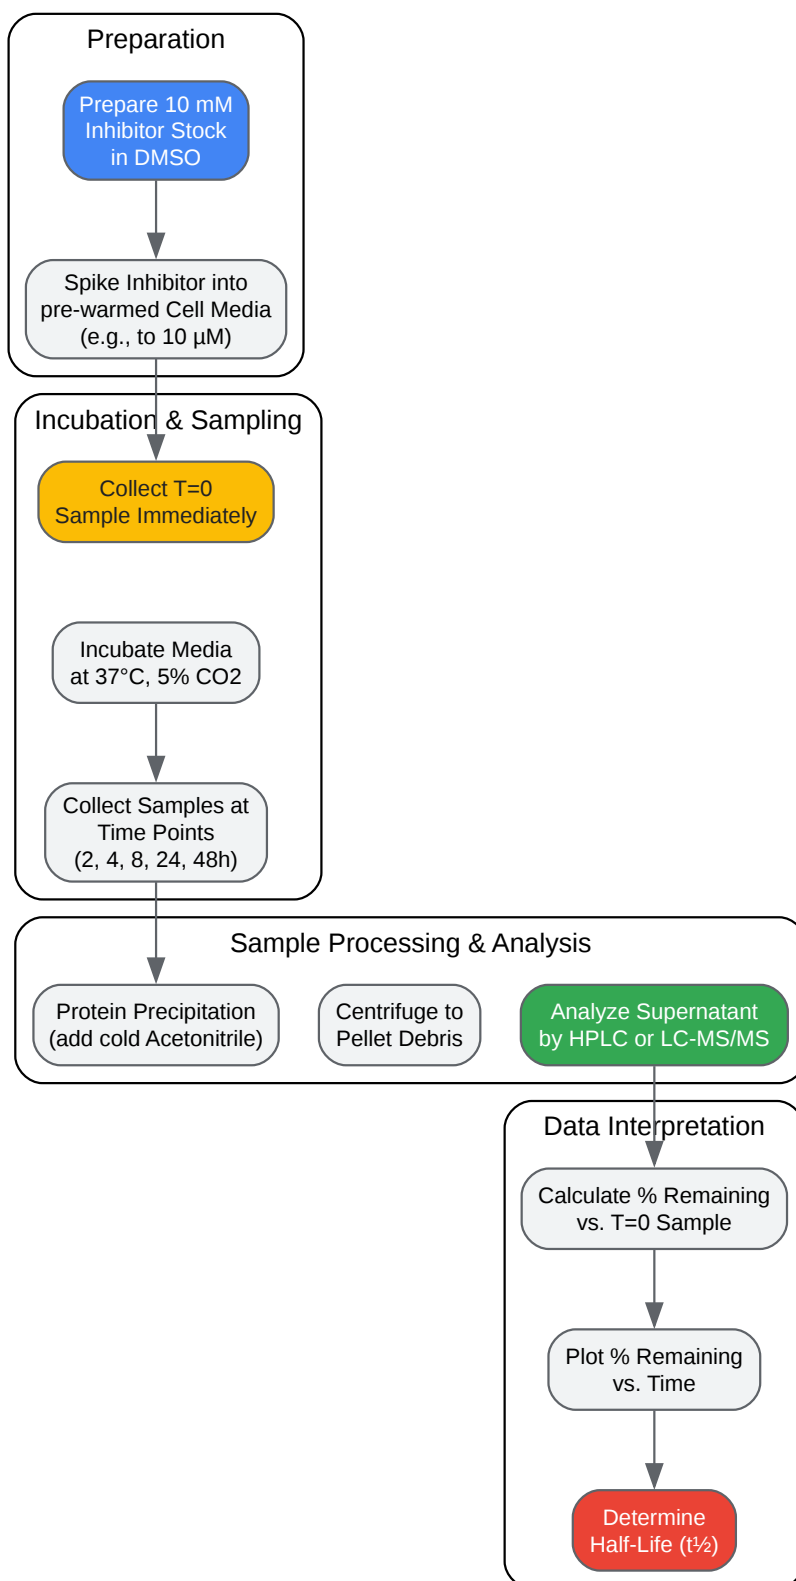 Preparation
Prepare 10 mM
Inhibitor Stock
in DMSO
Spike Inhibitor into
pre-warmed Cell Media
(e.g., to 10 µM)
Incubation & Sampling
Collect T=0
Sample Immediately
Incubate Media
at 37°C, 5% CO2
Collect Samples at
Time Points
(2, 4, 8, 24, 48h)
Sample Processing & Analysis
Protein Precipitation
(add cold Acetonitrile)
Centrifuge to
Pellet Debris
Analyze Supernatant
by HPLC or LC-MS/MS
Data Interpretation
Calculate % Remaining
vs. T=0 Sample
Plot % Remaining
vs. Time
Determine
Half-Life (t½)